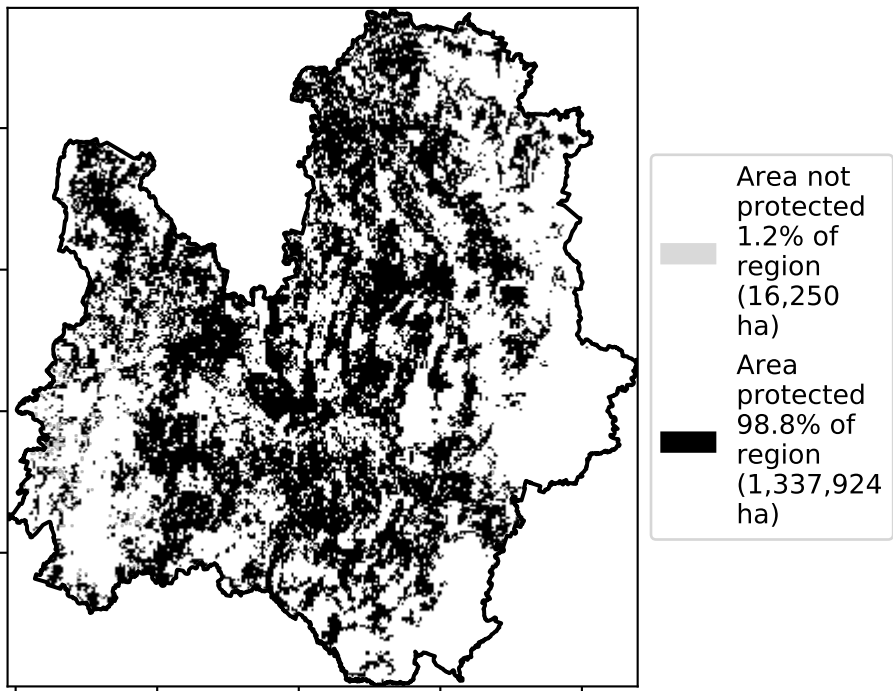 Area not
protected
1.2% of
region
(16,250
ha)
Area
protected
98.8% of
region
(1,337,924
ha)